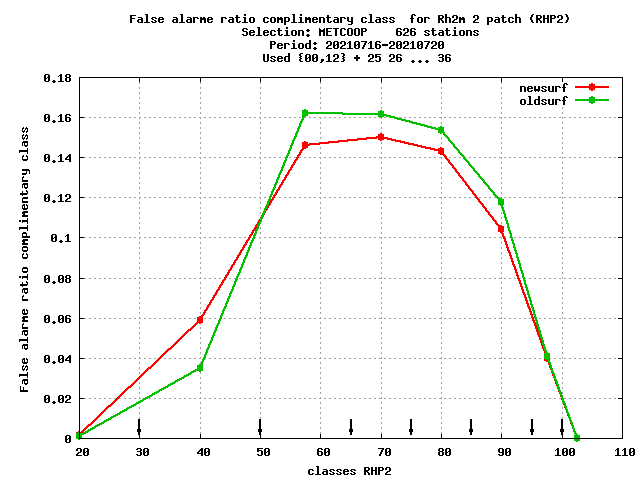 False alarme ratio complimentary class  for Rh2m 2 patch (RHP2)
Selection: METCOOP    626 stations
Period: 20210716-20210720
Used {00,12} + 25 26 ... 36
newsurf
oldsurf
False alarme ratio complimentary class
0.18
0.16
0.14
0.12
0.1
0.08
0.06
0.04
0.02
0
20 30 40 50 60 70 80 90 100 110
classes RHP2